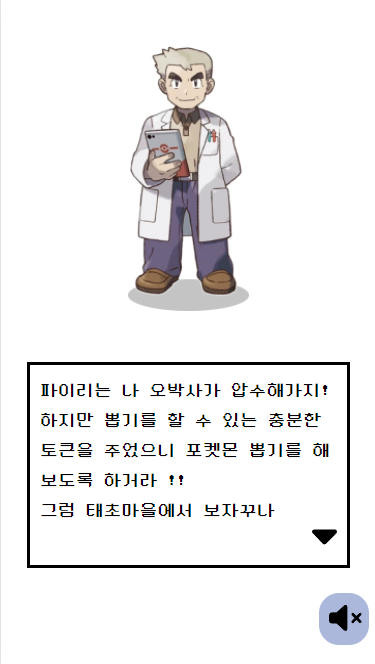 파이리는 나 오박사가 압수해가지!
하지만 뽑기를 할 수 있는 충분한
토큰을 주었으니 포켓몬 뽑기를 해
보도록 하거라 !!
그럼 태초마을에서 보자꾸나